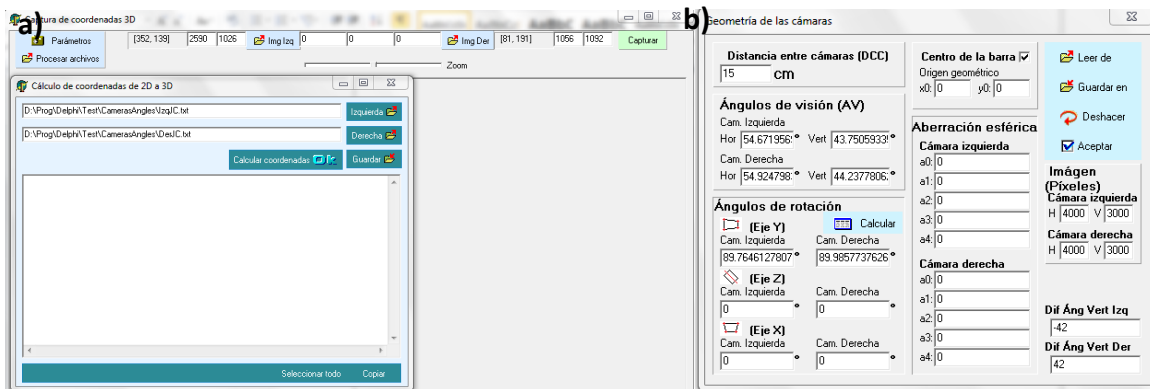 a)
Captura de coordenadas 3D
Parámetros [352, 139] 2590 1026 Img Izq 0 0 0 Img Der [81, 191] 1056 1092 Capturar
Procesar archivos Zoom
Cálculo de coordenadas de 2D a 3D
D:\Prog\Delphi\Test\CamerasAngles\IzqJC.txt Izquierda
D:\Prog\Delphi\Test\CamerasAngles\DerJC.txt Derecha
Calcular coordenadas Guardar
Seleccionar todo Copiar
b)
Geometría de las cámaras
Distancia entre cámaras (DCC)
15 cm
Ángulos de visión (AV)
Cam. Izquierda
Hor 54.671956 º Vert 43.7505933 º
Cam. Derecha
Hor 54.924798 º Vert 44.2377806 º
Ángulos de rotación
(Eje Y) Calcular
Cam. Izquierda Cam. Derecha
89.7646127807 º 89.9857737626 º
(Eje Z)
Cam. Izquierda Cam. Derecha
0 º 0 º
(Eje X)
Cam. Izquierda Cam. Derecha
0 º 0 º
Centro de la barra
Origen geométrico
x0: 0 y0: 0
Aberración esférica
Cámara izquierda
a0: 0
a1: 0
a2: 0
a3: 0
a4: 0
Cámara derecha
a0: 0
a1: 0
a2: 0
a3: 0
a4: 0
Leer de
Guardar en
Deshacer
Aceptar
Imágen
(Píxeles)
Cámara izquierda
H 4000 V 3000
Cámara derecha
H 4000 V 3000
Dif Áng Vert Izq
-42
Dif Áng Vert Der
42